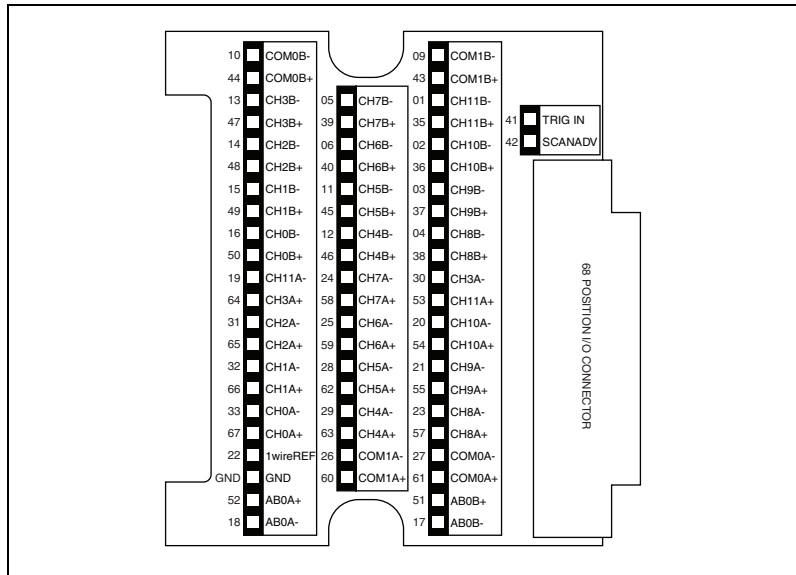 10 COM0B-
44 COM0B+
13 CH3B-
47 CH3B+
14 CH2B-
48 CH2B+
15 CH1B-
49 CH1B+
16 CH0B-
50 CH0B+
19 CH11A-
64 CH3A+
31 CH2A-
65 CH2A+
32 CH1A-
66 CH1A+
33 CH0A-
67 CH0A+
22 1wireREF
GND GND
52 AB0A+
18 AB0A-
05 CH7B-
39 CH7B+
06 CH6B-
40 CH6B+
11 CH5B-
45 CH5B+
12 CH4B-
46 CH4B+
24 CH7A-
58 CH7A+
25 CH6A-
59 CH6A+
28 CH5A-
62 CH5A+
29 CH4A-
63 CH4A+
26 COM1A-
60 COM1A+
09 COM1B-
43 COM1B+
01 CH11B-
35 CH11B+
02 CH10B-
36 CH10B+
03 CH9B-
37 CH9B+
04 CH8B-
38 CH8B+
30 CH3A-
53 CH11A+
20 CH10A-
54 CH10A+
21 CH9A-
55 CH9A+
23 CH8A-
57 CH8A+
27 COM0A-
61 COM0A+
51 AB0B+
17 AB0B-
41 TRIG IN
42 SCANADV
68 POSITION I/O CONNECTOR